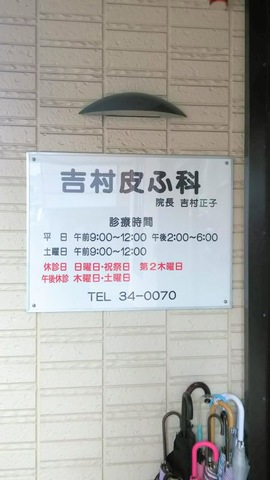 吉村皮ふ科
院長 吉村正子
診療時間
平 日 午前9:00〜12:00 午後2:00〜6:00
土曜日 午前9:00〜12:00
休診日 日曜日・祝祭日 第2木曜日
午後休診 木曜日・土曜日
TEL 34-0070